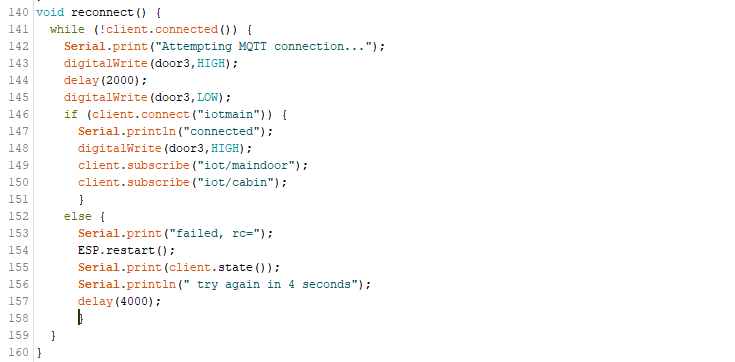 140 void reconnect() {
141   while (!client.connected()) {
142     Serial.print("Attempting MQTT connection...");
143     digitalWrite(door3,HIGH);
144     delay(2000);
145     digitalWrite(door3,LOW);
146     if (client.connect("iotmain")) {
147       Serial.println("connected");
148       digitalWrite(door3,HIGH);
149       client.subscribe("iot/maindoor");
150       client.subscribe("iot/cabin");
151       }
152     else {
153       Serial.print("failed, rc=");
154       ESP.restart();
155       Serial.print(client.state());
156       Serial.println(" try again in 4 seconds");
157       delay(4000);
158       }
159   }
160 }